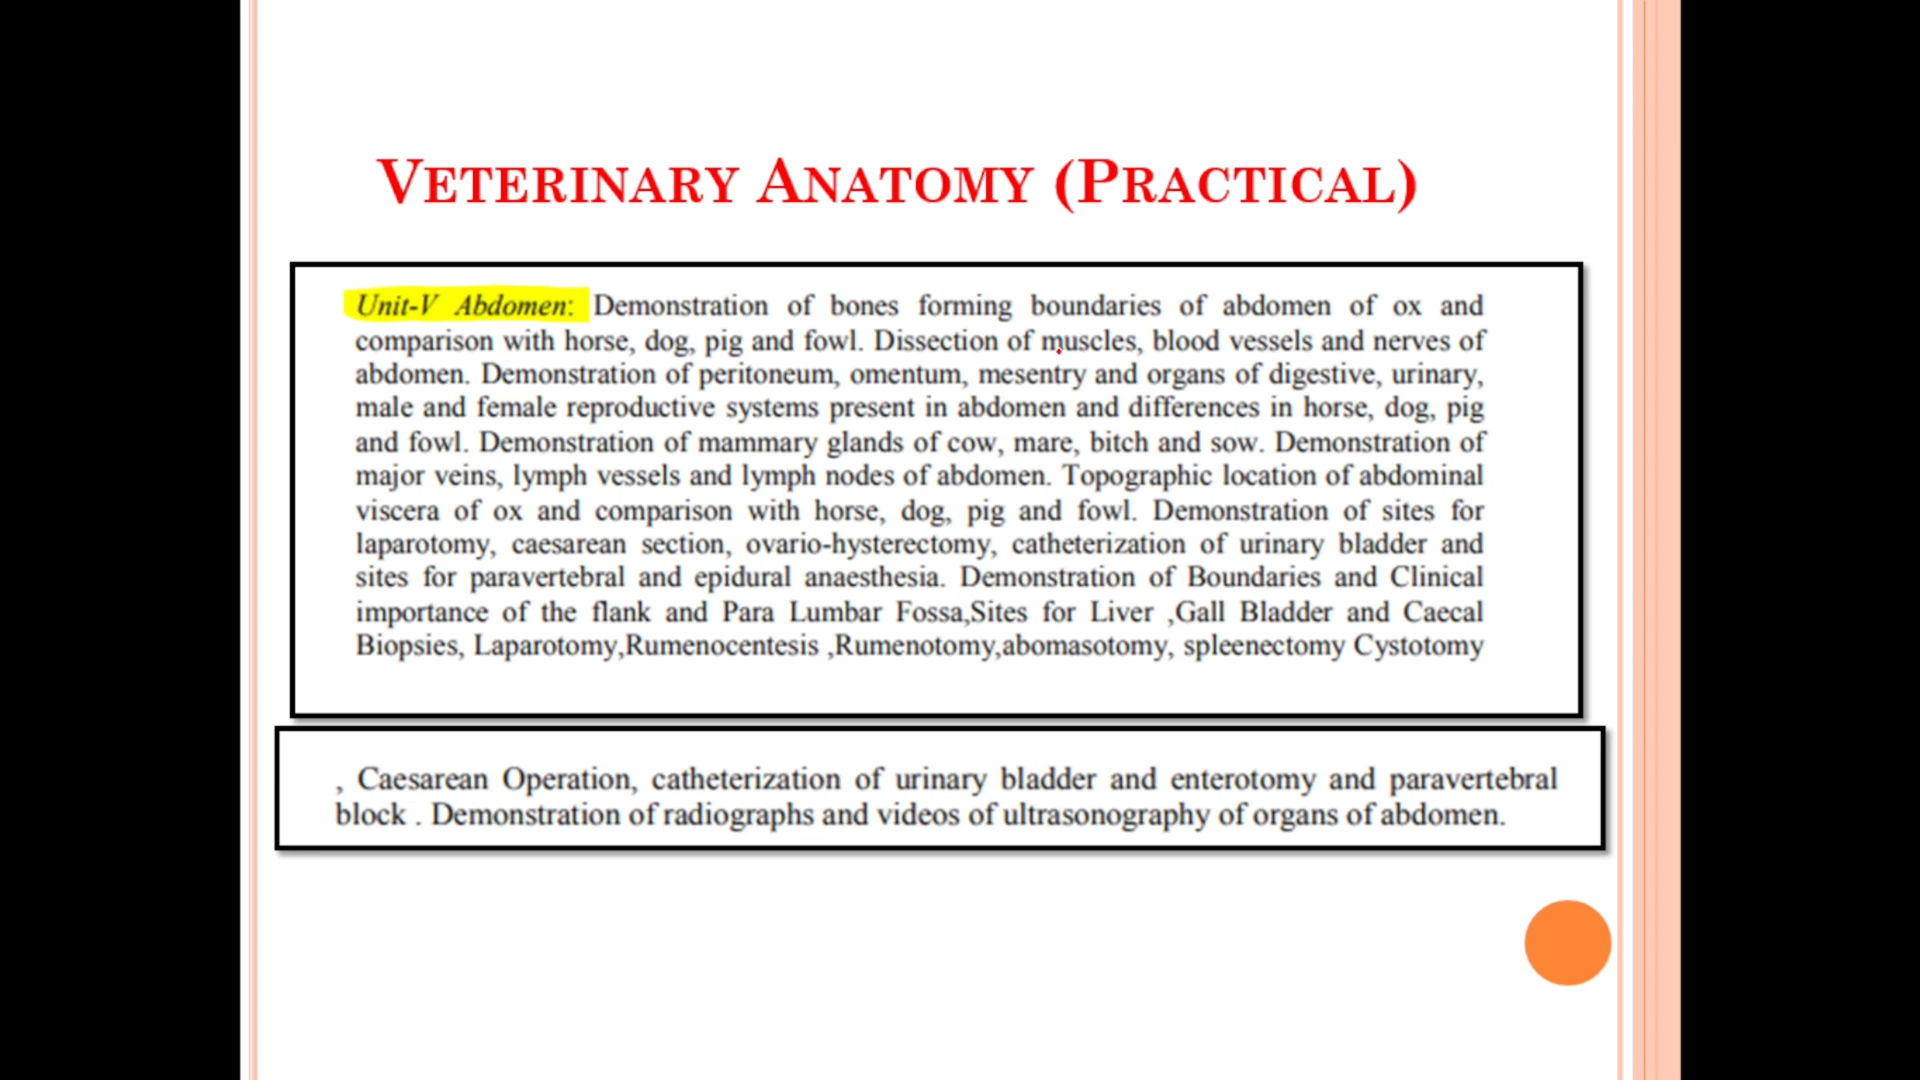 VETERINARY ANATOMY (PRACTICAL)
Unit-V Abdomen: Demonstration of bones forming boundaries of abdomen of ox and
comparison with horse, dog, pig and fowl. Dissection of muscles, blood vessels and nerves of
abdomen. Demonstration of peritoneum, omentum, mesentry and organs of digestive, urinary,
male and female reproductive systems present in abdomen and differences in horse, dog, pig
and fowl. Demonstration of mammary glands of cow, mare, bitch and sow. Demonstration of
major veins, lymph vessels and lymph nodes of abdomen. Topographic location of abdominal
viscera of ox and comparison with horse, dog, pig and fowl. Demonstration of sites for
laparotomy, caesarean section, ovario-hysterectomy, catheterization of urinary bladder and
sites for paravertebral and epidural anaesthesia. Demonstration of Boundaries and Clinical
importance of the flank and Para Lumbar Fossa,Sites for Liver ,Gall Bladder and Caecal
Biopsies, Laparotomy,Rumenocentesis ,Rumenotomy,abomasotomy, spleenectomy Cystotomy
, Caesarean Operation, catheterization of urinary bladder and enterotomy and paravertebral
block . Demonstration of radiographs and videos of ultrasonography of organs of abdomen.